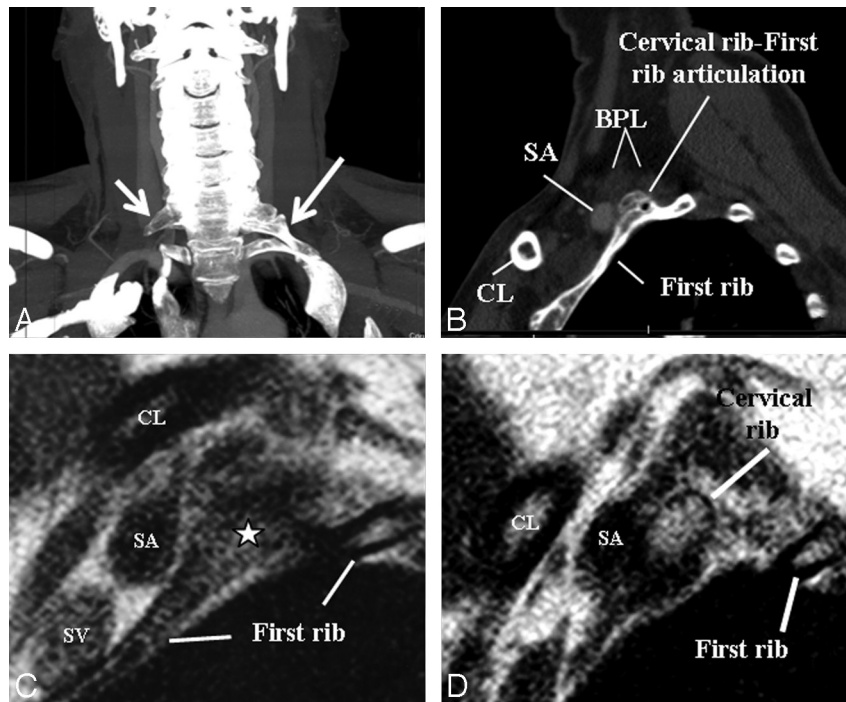 A
Cervical rib-First
rib articulation
BPL
SA
CL
First rib
B
CL
SA
SV
First rib
C
Cervical
rib
CL
SA
First rib
D